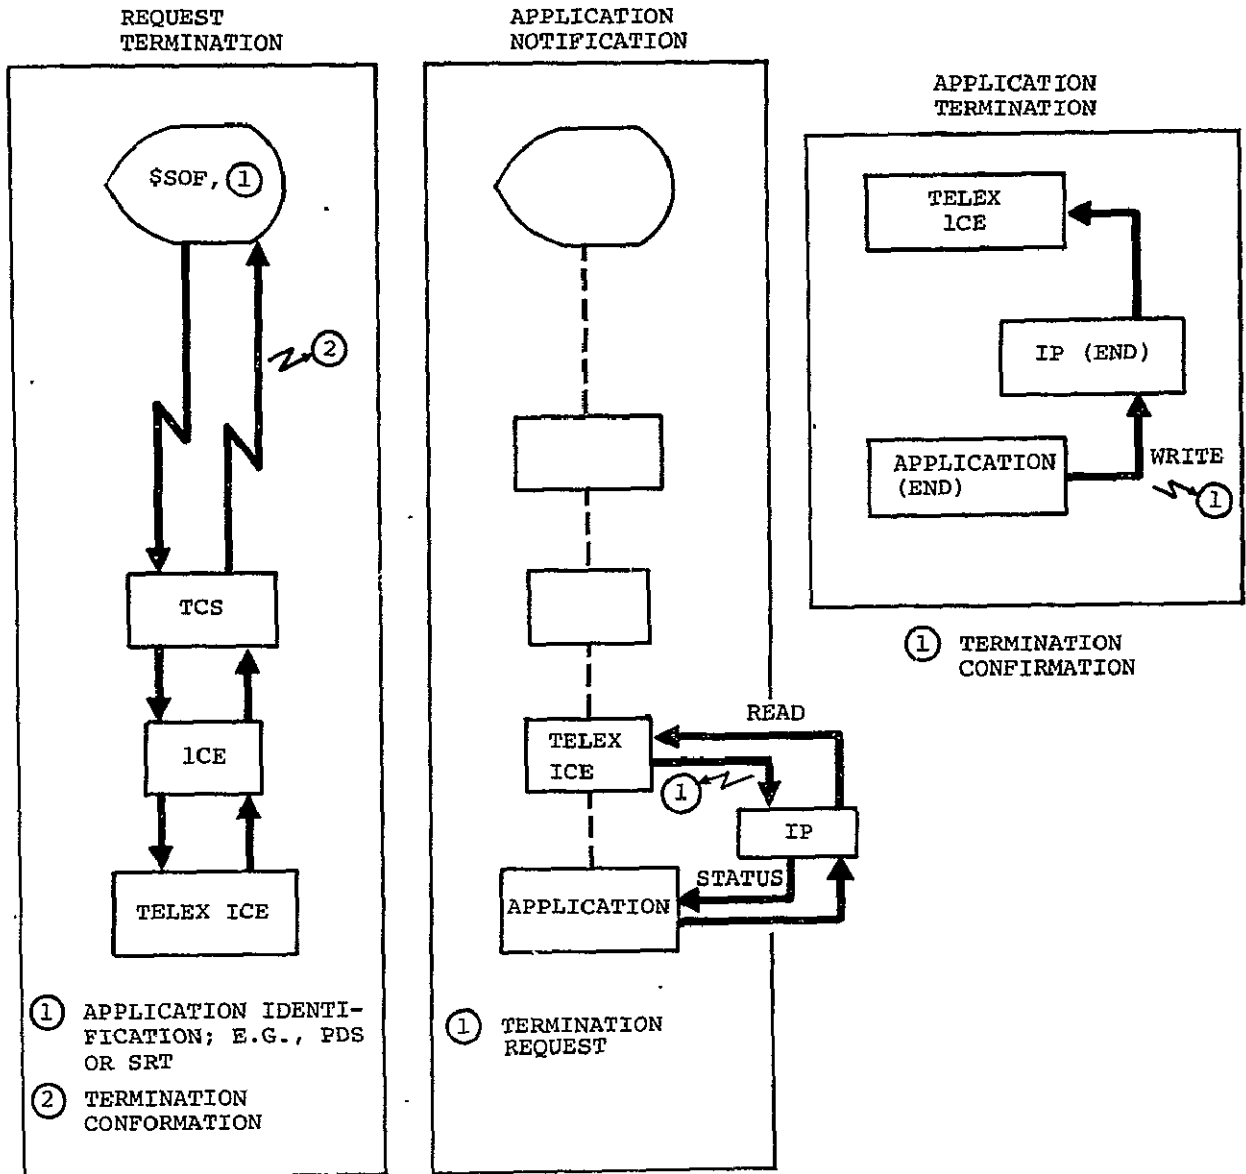 REQUEST
TERMINATION
$SOF, ①
②
TCS
1CE
TELEX ICE
① APPLICATION IDENTI-
FICATION; E.G., PDS
OR SRT
② TERMINATION
CONFORMATION
APPLICATION
NOTIFICATION
TELEX
ICE
READ
①
IP
STATUS
APPLICATION
① TERMINATION
REQUEST
APPLICATION
TERMINATION
TELEX
1CE
IP (END)
APPLICATION
(END)
WRITE
①
① TERMINATION
CONFIRMATION